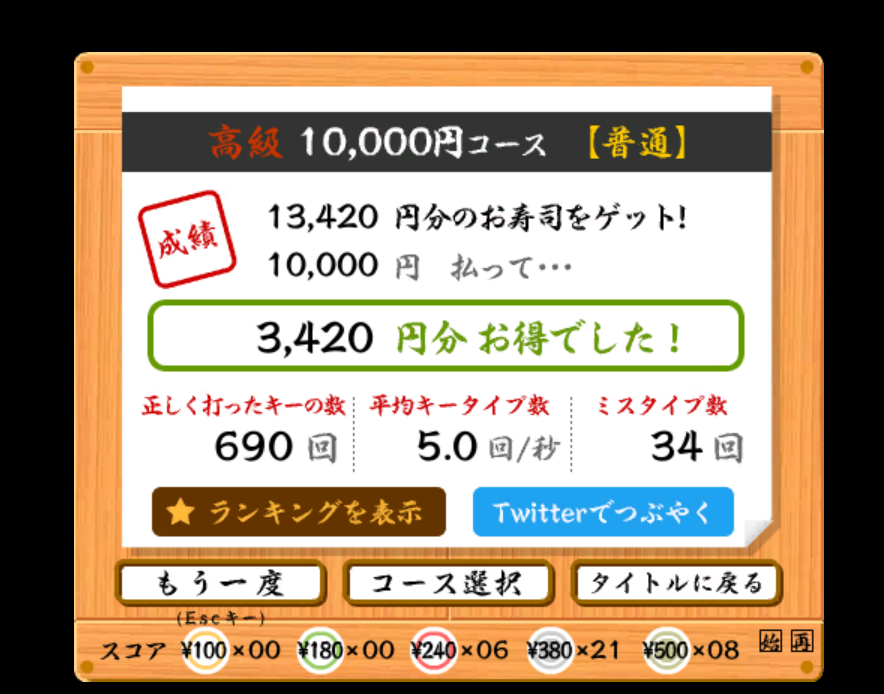 高級 10,000円コース 【普通】
成績
13,420 円分のお寿司をゲット!
10,000 円 払って…
3,420 円分 お得でした!
正しく打ったキーの数 平均キータイプ数 ミスタイプ数
690 回 5.0 回/秒 34 回
★ ランキングを表示 Twitterでつぶやく
もう一度 コース選択 タイトルに戻る
(Escキー)
スコア ¥100×00 ¥180×00 ¥240×06 ¥380×21 ¥500×08 始 再